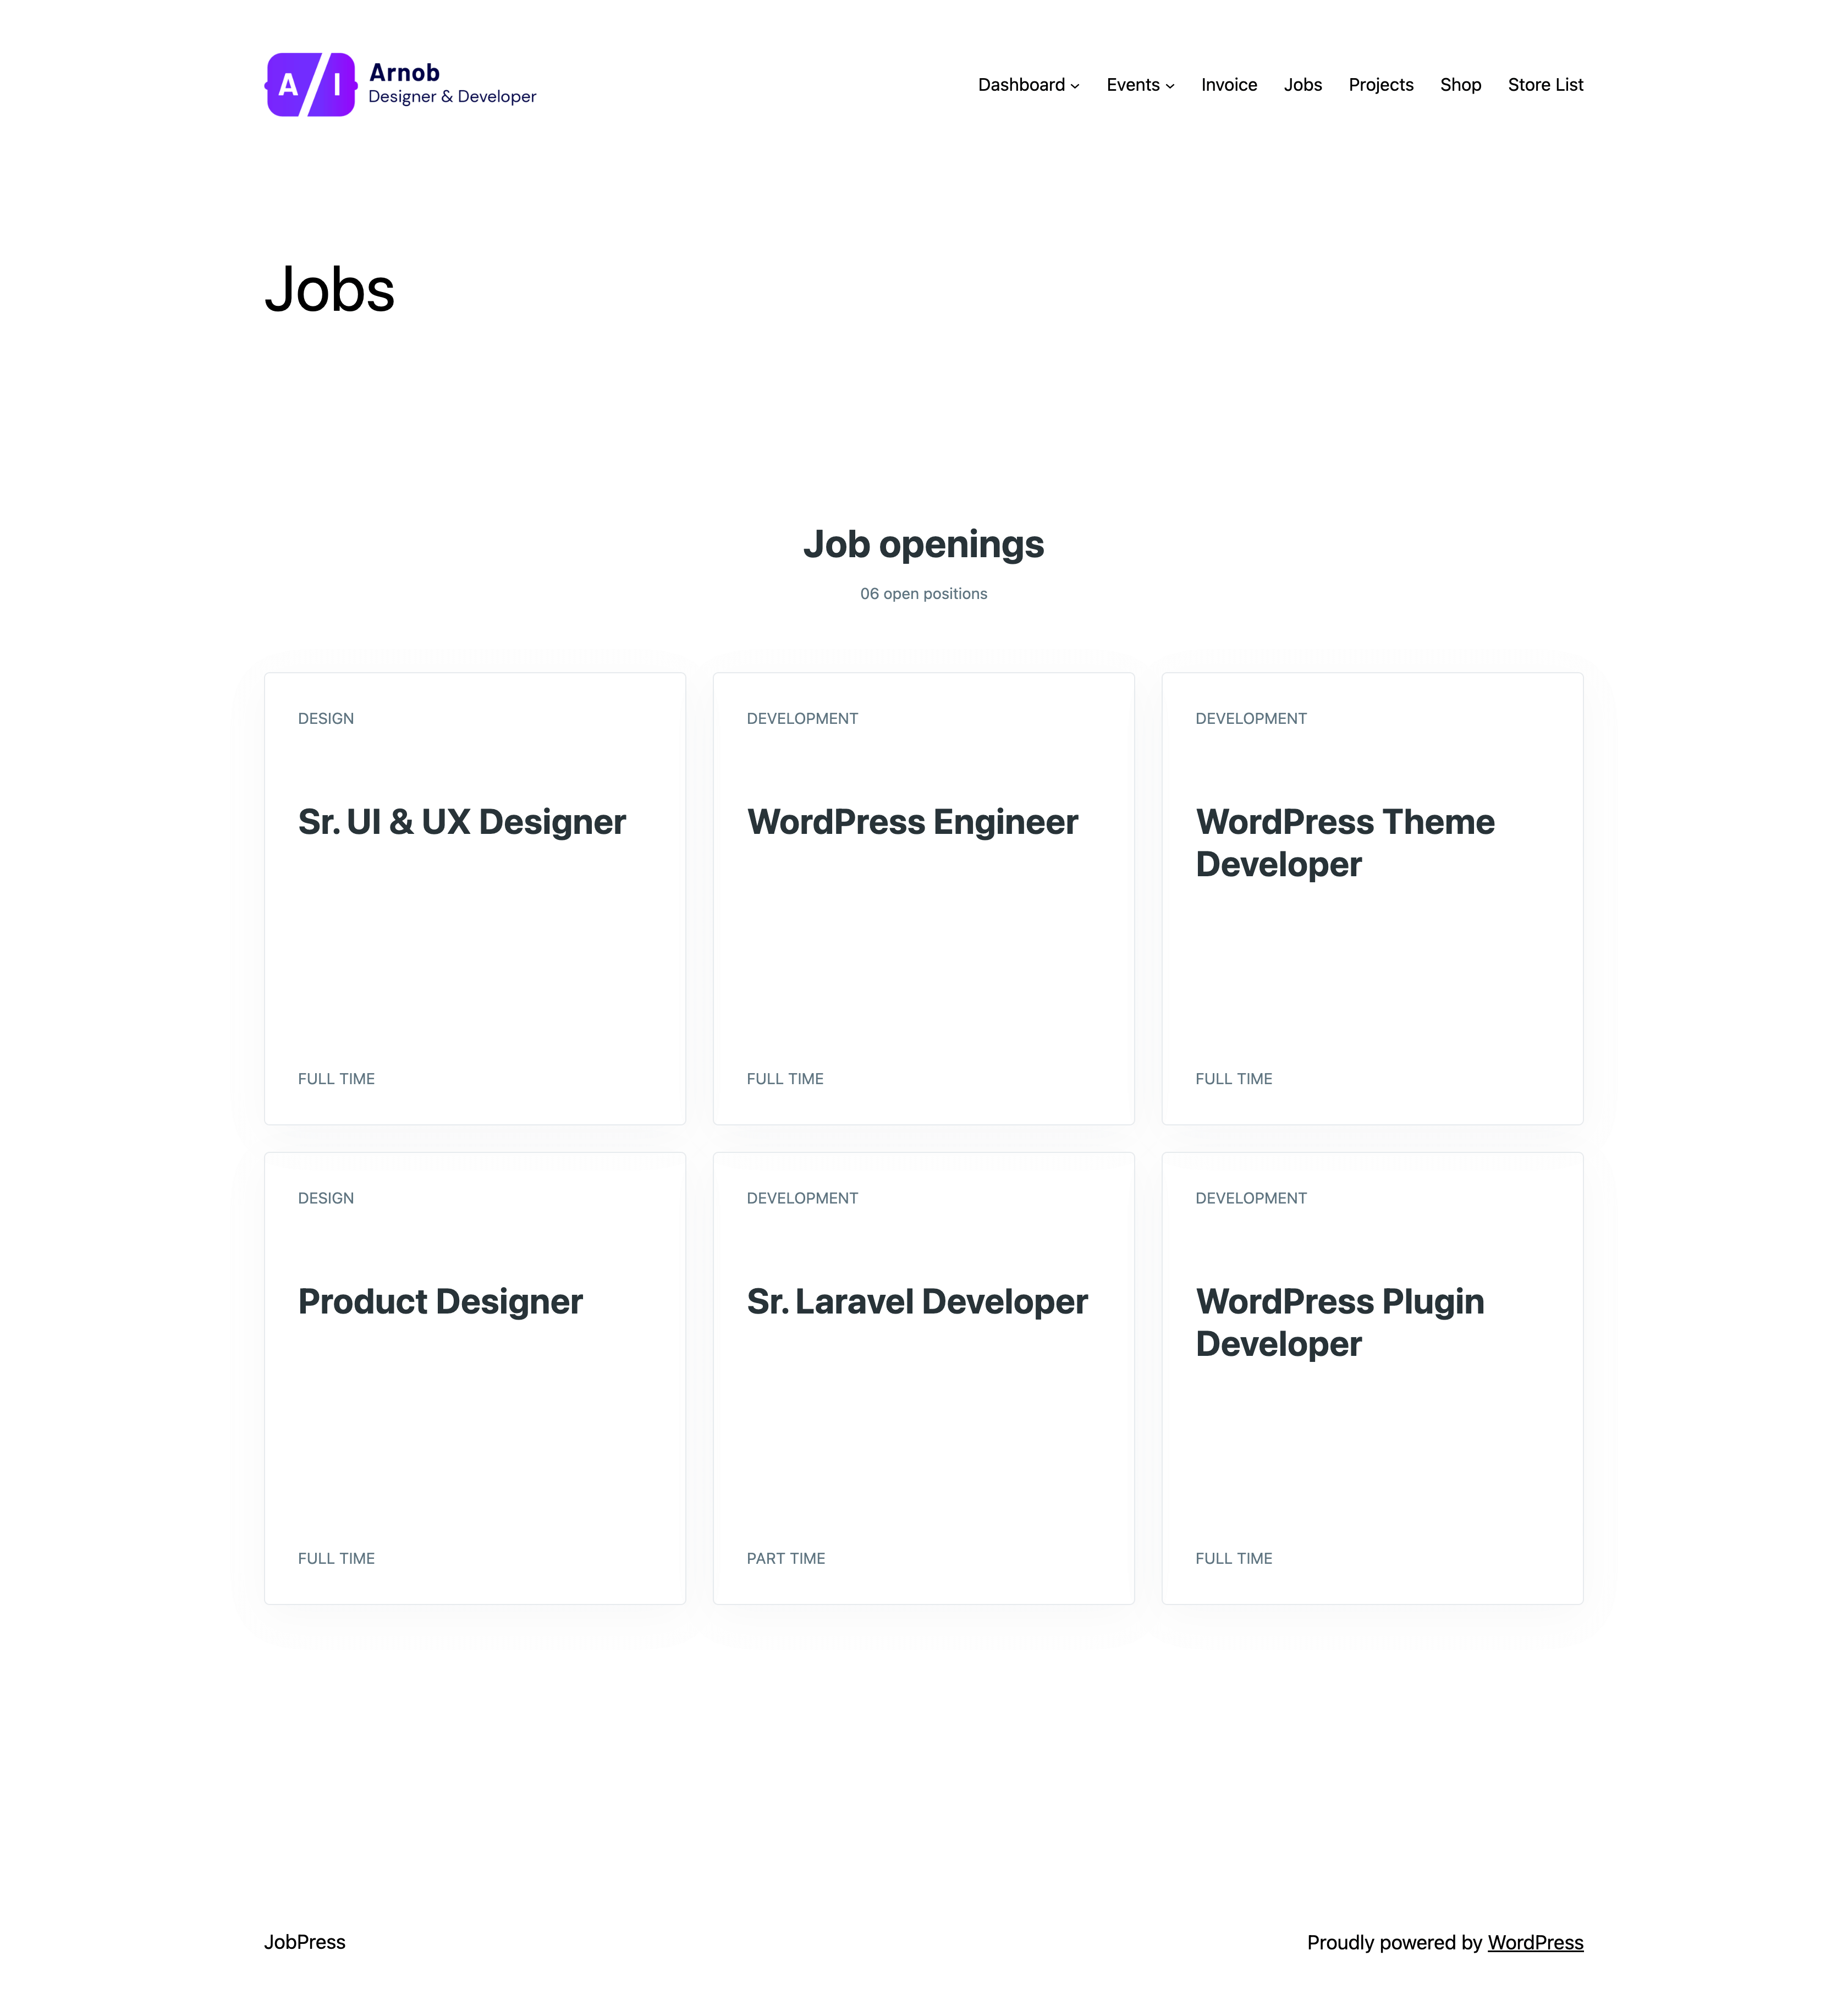 A/I
Arnob
Designer & Developer
Dashboard
Events
Invoice
Jobs
Projects
Shop
Store List
Jobs
Job openings
06 open positions
DESIGN
Sr. UI & UX Designer
FULL TIME
DEVELOPMENT
WordPress Engineer
FULL TIME
DEVELOPMENT
WordPress Theme
Developer
FULL TIME
DESIGN
Product Designer
FULL TIME
DEVELOPMENT
Sr. Laravel Developer
PART TIME
DEVELOPMENT
WordPress Plugin
Developer
FULL TIME
JobPress
Proudly powered by WordPress